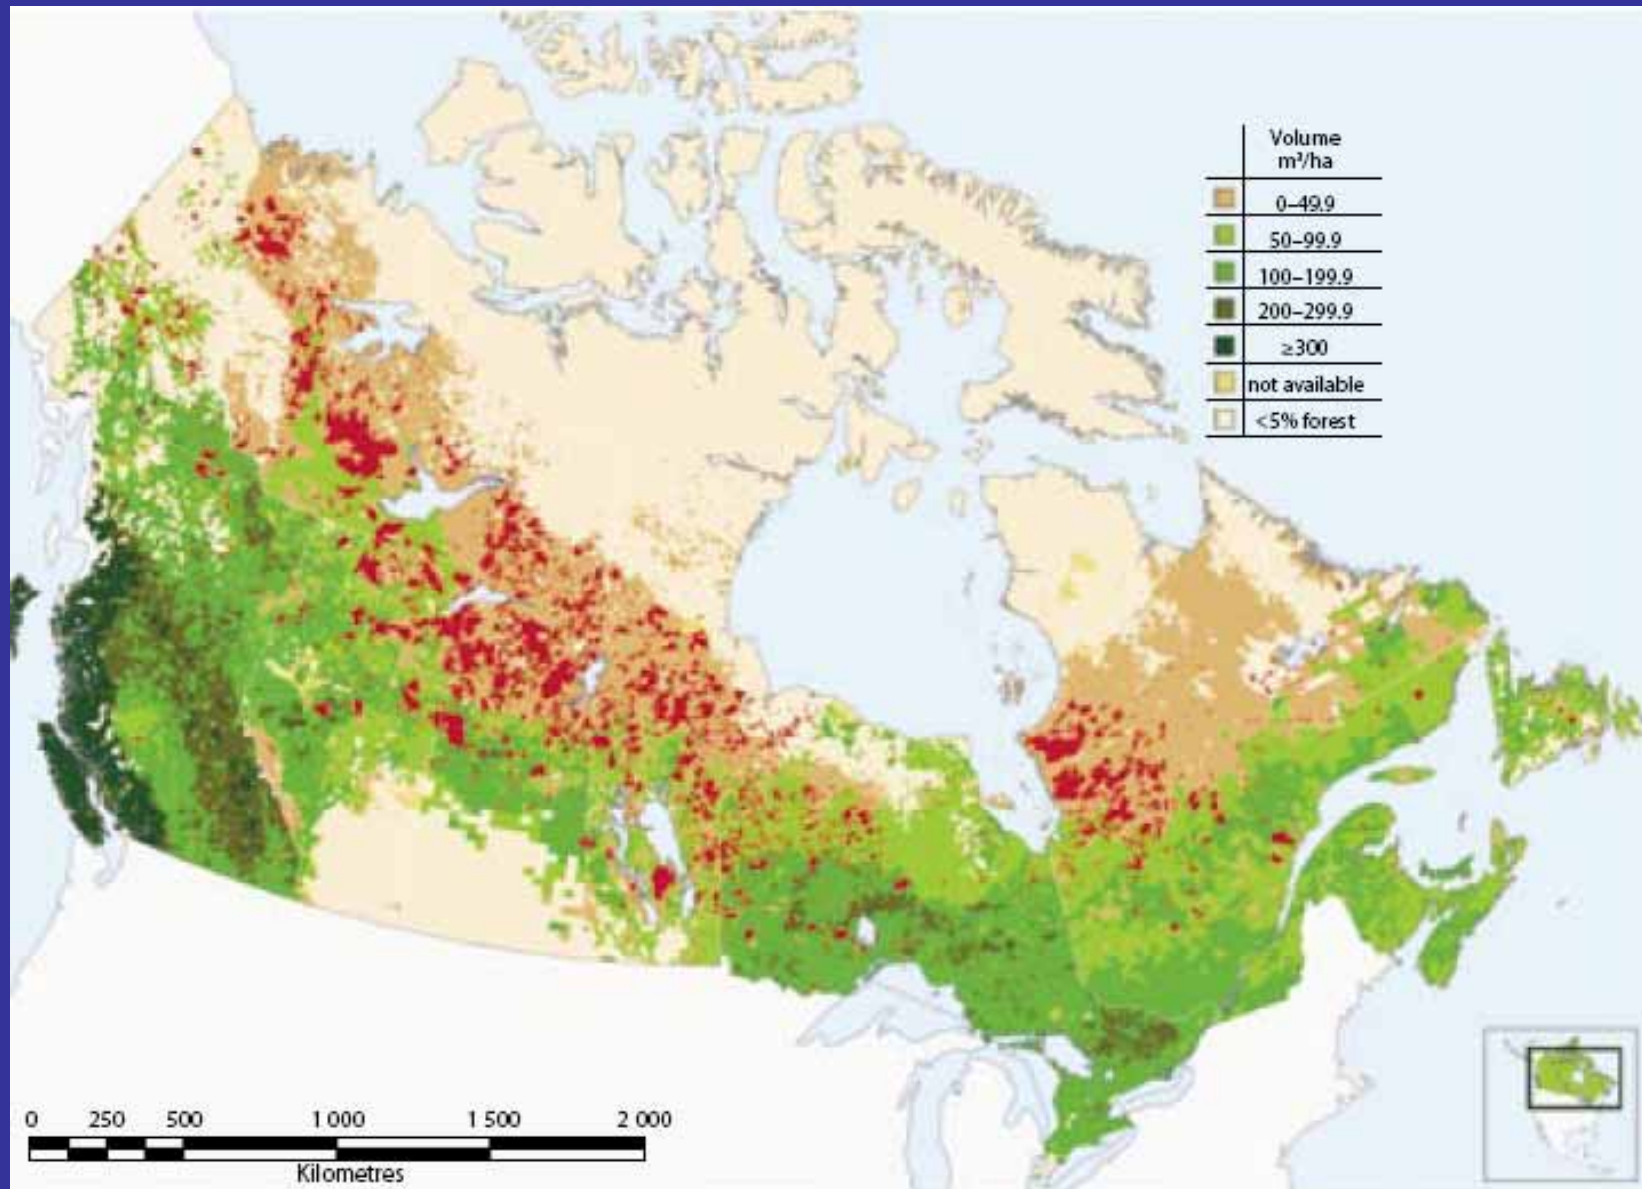 Volume
m³/ha
0–49.9
50–99.9
100–199.9
200–299.9
≥300
not available
<5% forest
0 250 500 1 000 1 500 2 000
Kilometres